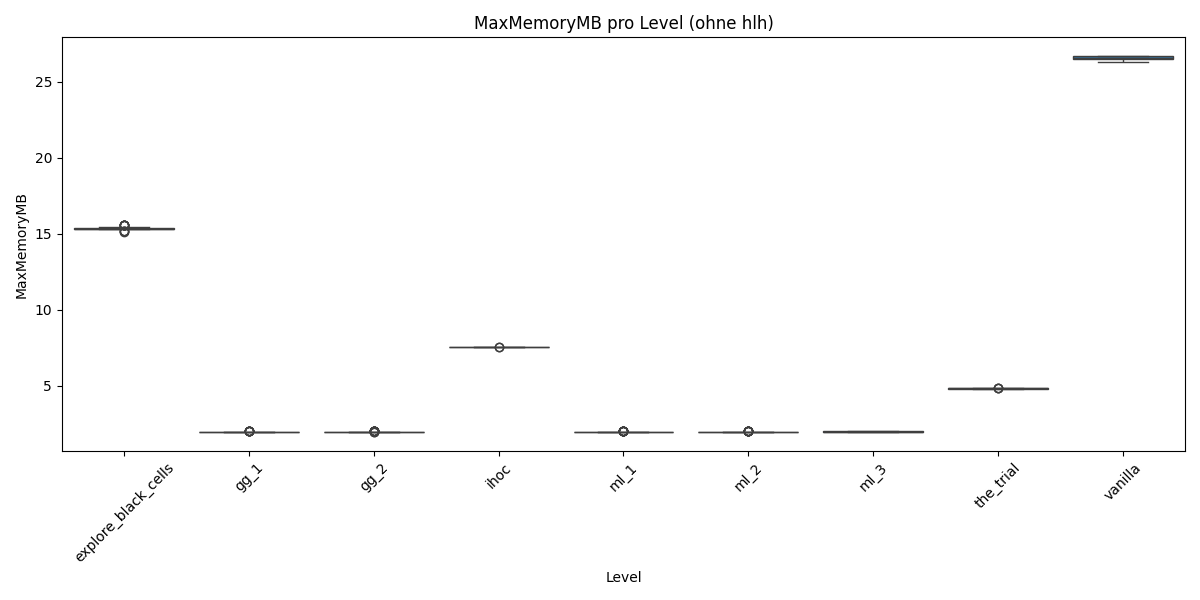 MaxMemoryMB pro Level (ohne hlh)
MaxMemoryMB
25
20
15
10
5
explore_black_cells
gg_1
gg_2
ihoc
ml_1
ml_2
ml_3
the_trial
vanilla
Level